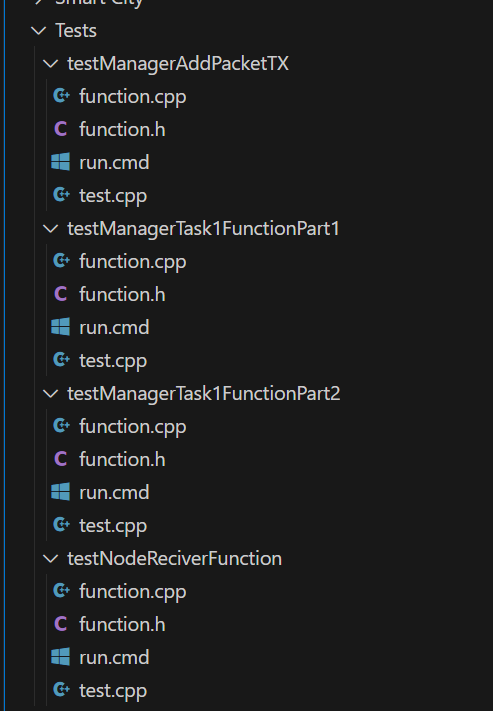 Smart City
Tests
testManagerAddPacketTX
function.cpp
function.h
run.cmd
test.cpp
testManagerTask1FunctionPart1
function.cpp
function.h
run.cmd
test.cpp
testManagerTask1FunctionPart2
function.cpp
function.h
run.cmd
test.cpp
testNodeReciverFunction
function.cpp
function.h
run.cmd
test.cpp